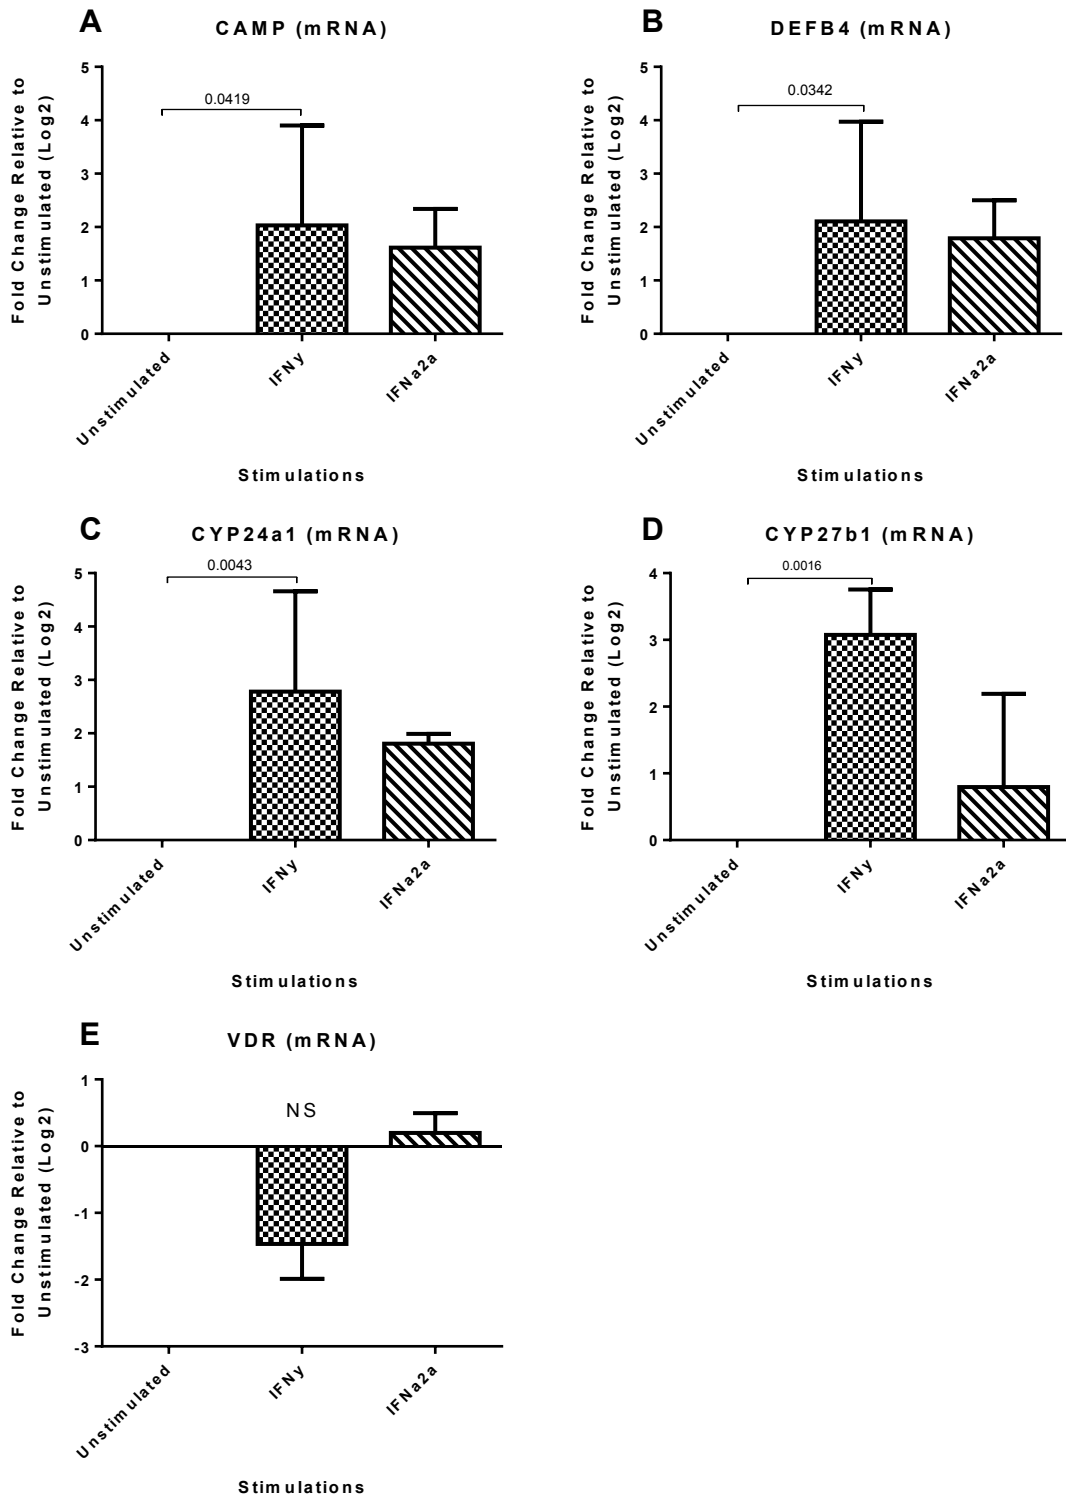 A
CAMP (mRNA)
Fold Change Relative to
Unstimulated (Log2)
5
4
3
2
1
0
0.0419
Unstimulated
IFNy
IFNa2a
Stimulations
B
DEFB4 (mRNA)
Fold Change Relative to
Unstimulated (Log2)
5
4
3
2
1
0
0.0342
Unstimulated
IFNy
IFNa2a
Stimulations
C
CYP24a1 (mRNA)
Fold Change Relative to
Unstimulated (Log2)
5
4
3
2
1
0
0.0043
Unstimulated
IFNy
IFNa2a
Stimulations
D
CYP27b1 (mRNA)
Fold Change Relative to
Unstimulated (Log2)
4
3
2
1
0
0.0016
Unstimulated
IFNy
IFNa2a
Stimulations
E
VDR (mRNA)
Fold Change Relative to
Unstimulated (Log2)
1
0
-1
-2
-3
NS
Unstimulated
IFNy
IFNa2a
Stimulations